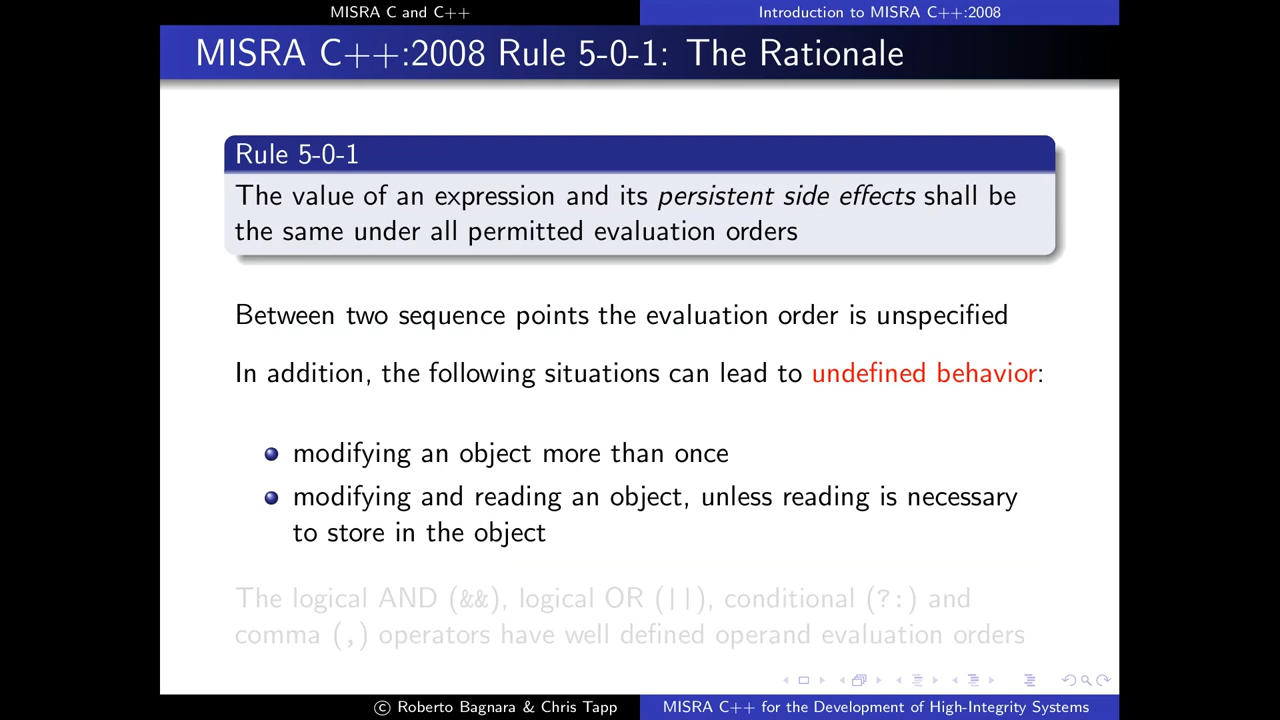 MISRA C and C++
Introduction to MISRA C++:2008
MISRA C++:2008 Rule 5-0-1: The Rationale
Rule 5-0-1
The value of an expression and its persistent side effects shall be
the same under all permitted evaluation orders
Between two sequence points the evaluation order is unspecified
In addition, the following situations can lead to undefined behavior:
modifying an object more than once
modifying and reading an object, unless reading is necessary
to store in the object
The logical AND (&&), logical OR (||), conditional (?:) and
comma (,) operators have well defined operand evaluation orders
© Roberto Bagnara & Chris Tapp
MISRA C++ for the Development of High-Integrity Systems